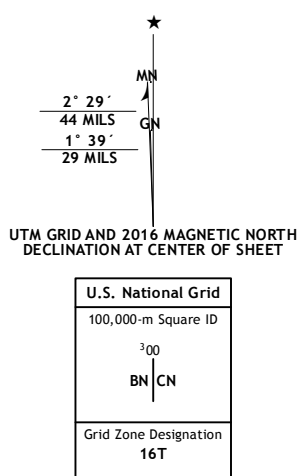 ★
MN
2° 29´
44 MILS
GN
1° 39´
29 MILS
UTM GRID AND 2016 MAGNETIC NORTH
DECLINATION AT CENTER OF SHEET
U.S. National Grid
100,000-m Square ID
³00
BN CN
Grid Zone Designation
16T